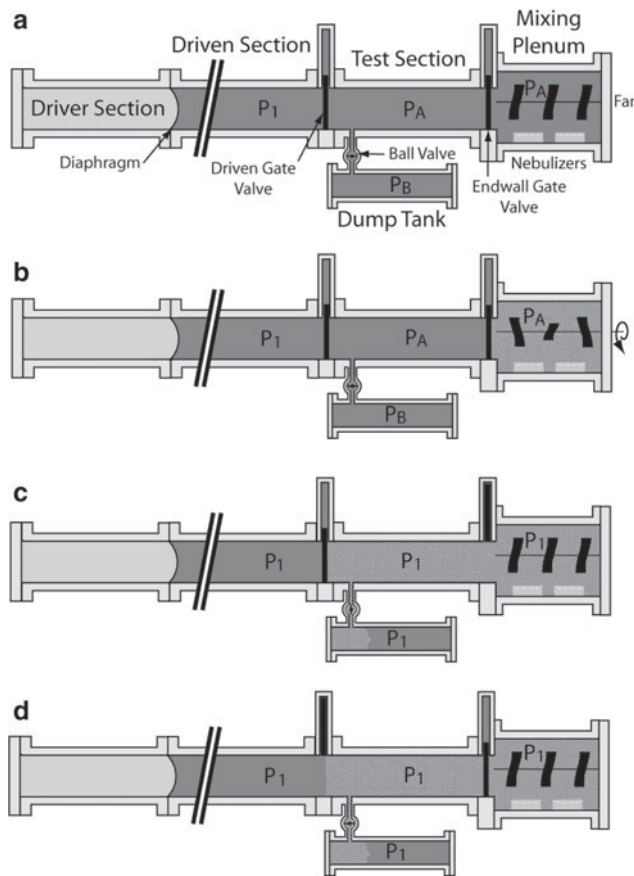 a
Mixing
Plenum
Driven Section
Test Section
Driver Section
P1
PA
PA
Fan
Diaphragm
Driven Gate
Valve
Ball Valve
Nebulizers
Endwall Gate
Valve
PB
Dump Tank
b
P1
PA
PA
PB
c
P1
P1
P1
P1
d
P1
P1
P1
P1